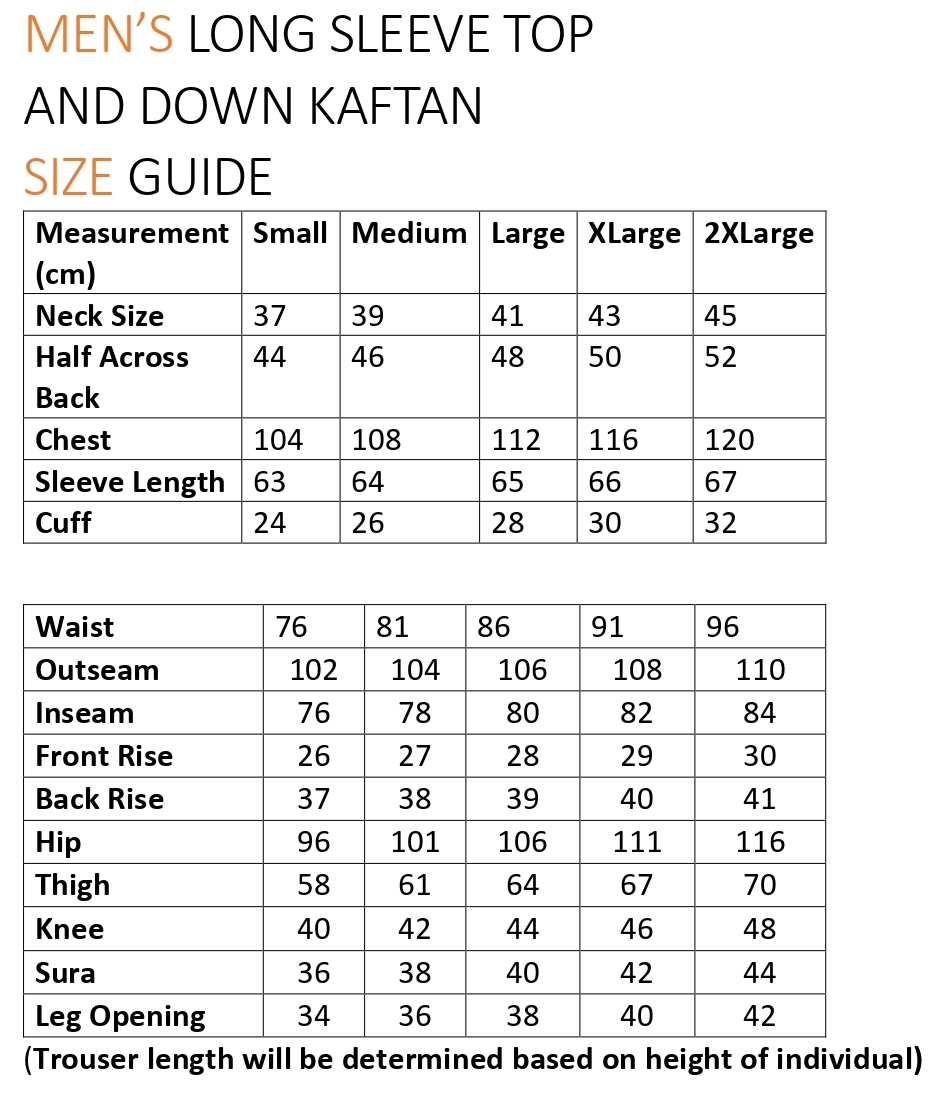 MEN’S LONG SLEEVE TOP
AND DOWN KAFTAN
SIZE GUIDE
Measurement (cm) Small Medium Large XLarge 2XLarge
Neck Size 37 39 41 43 45
Half Across Back 44 46 48 50 52
Chest 104 108 112 116 120
Sleeve Length 63 64 65 66 67
Cuff 24 26 28 30 32
Waist 76 81 86 91 96
Outseam 102 104 106 108 110
Inseam 76 78 80 82 84
Front Rise 26 27 28 29 30
Back Rise 37 38 39 40 41
Hip 96 101 106 111 116
Thigh 58 61 64 67 70
Knee 40 42 44 46 48
Sura 36 38 40 42 44
Leg Opening 34 36 38 40 42
(Trouser length will be determined based on height of individual)